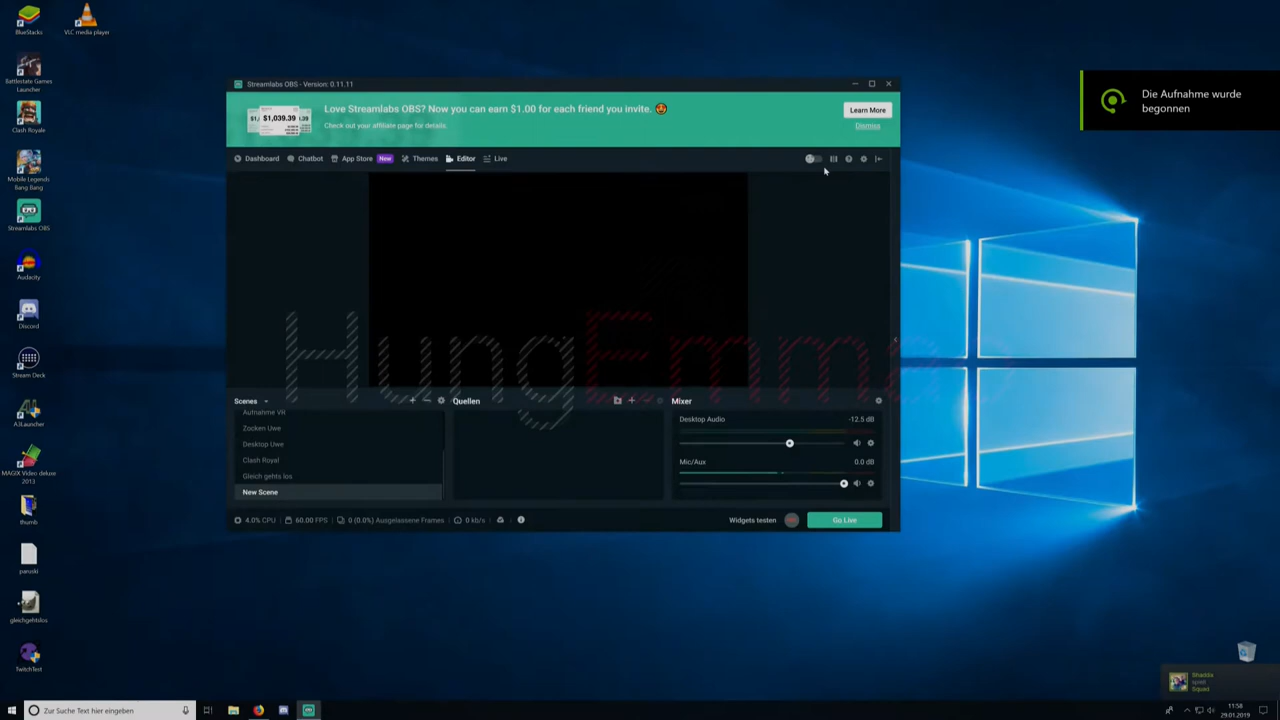 BlueStacks
VLC media player
Battlestate Games
Launcher
Clash Royale
Mobile Legends
Bang Bang
Streamlabs OBS
Audacity
Discord
Stream Deck
A3Launcher
MAGIX Video deluxe
2013
thumb
paruski
gleichgehtslos
TwitchTest
Streamlabs OBS - Version: 0.11.11
$1,039.39
Love Streamlabs OBS? Now you can earn $1.00 for each friend you invite.
Check out your affiliate page for details.
Learn More
Dismiss
Dashboard
Chatbot
App Store
New
Themes
Editor
Live
HungEmma
Scenes
Aufnahme VR
Zocken Uwe
Desktop Uwe
Clash Royal
Gleich gehts los
New Scene
Quellen
Mixer
Desktop Audio
-12.5 dB
Mic/Aux
0.0 dB
4.0% CPU
60.00 FPS
0 (0.0%) Ausgelassene Frames
0 kb/s
Widgets testen
REC
Go Live
Die Aufnahme wurde
begonnen
Shadda
spielt
Squad
Zur Suche Text hier eingeben
11:58
29.01.2019